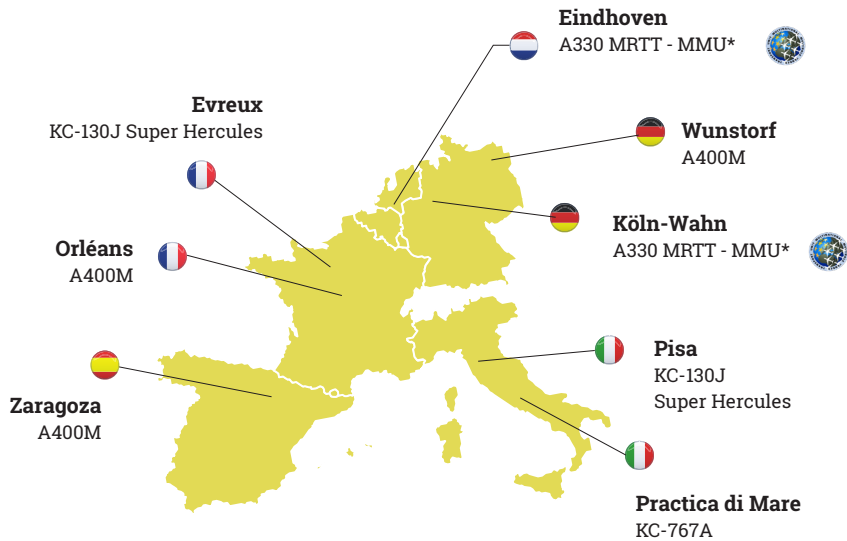 Eindhoven
A330 MRTT - MMU*
Evreux
KC-130J Super Hercules
Wunstorf
A400M
Köln-Wahn
A330 MRTT - MMU*
Orléans
A400M
Pisa
KC-130J
Super Hercules
Zaragoza
A400M
Practica di Mare
KC-767A